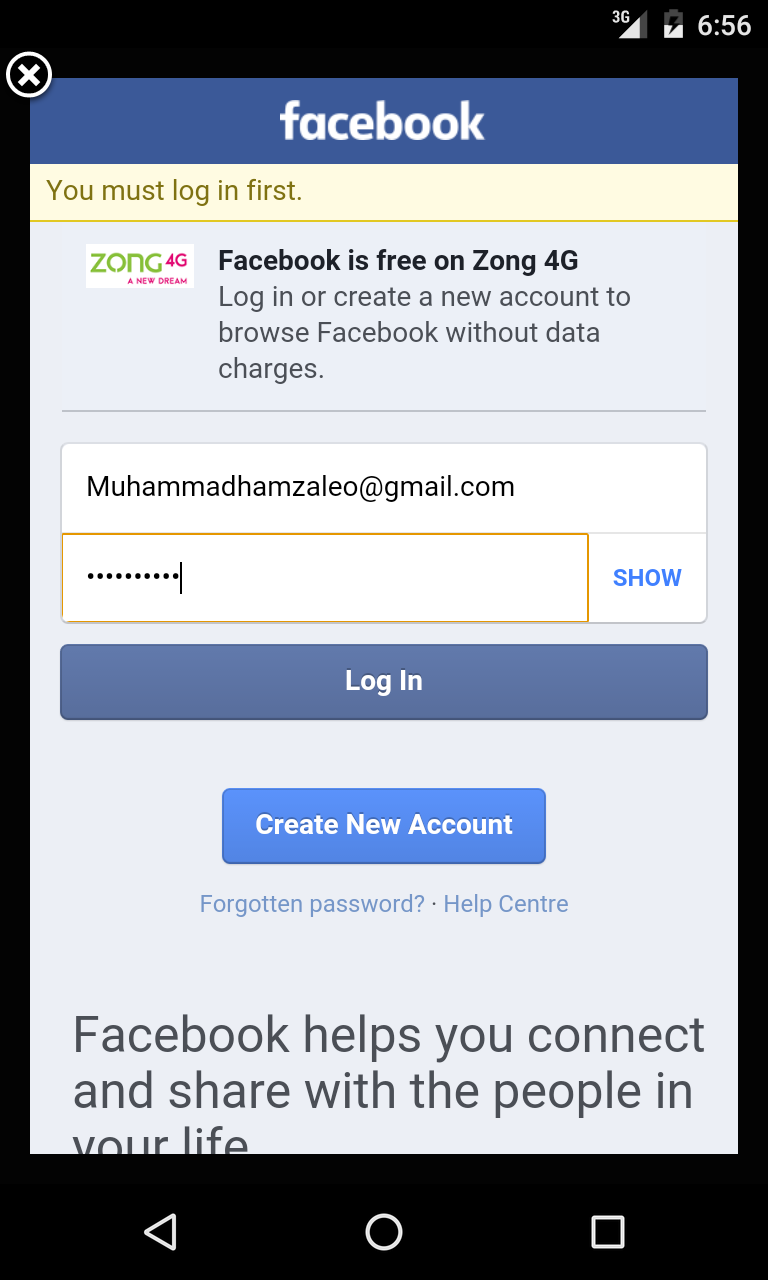 3G 6:56
facebook
You must log in first.
ZONG 4G
A NEW DREAM
Facebook is free on Zong 4G
Log in or create a new account to
browse Facebook without data
charges.
Muhammadhamzaleo@gmail.com
••••••••••
SHOW
Log In
Create New Account
Forgotten password? · Help Centre
Facebook helps you connect
and share with the people in
your life